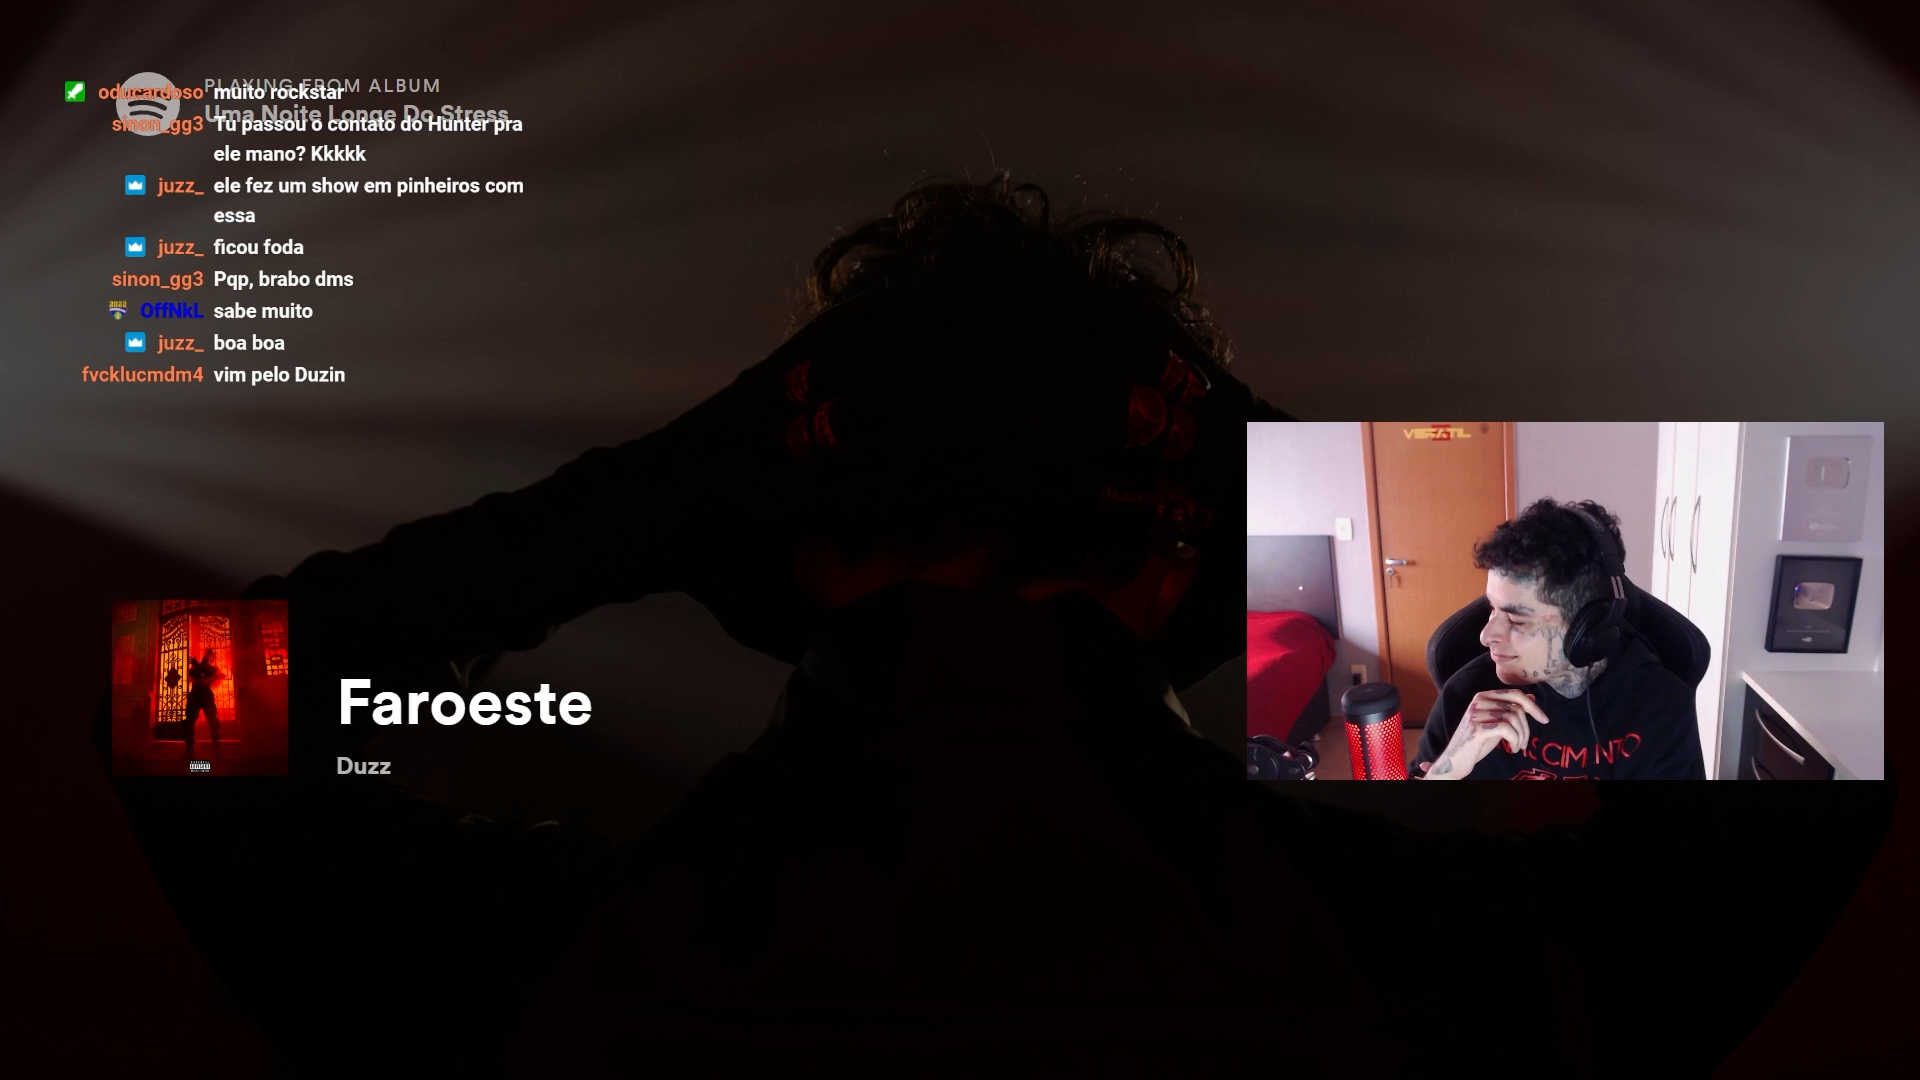 PLAYING FROM ALBUM
Uma Noite Longe Do Stress
oducardoso muito rockstar
sinon_gg3 Tu passou o contato do Hunter pra
ele mano? Kkkkk
juzz_ ele fez um show em pinheiros com
essa
juzz_ ficou foda
sinon_gg3 Pqp, brabo dms
2022 OffNkL sabe muito
juzz_ boa boa
fvcklucmdm4 vim pelo Duzin
Faroeste
Duzz